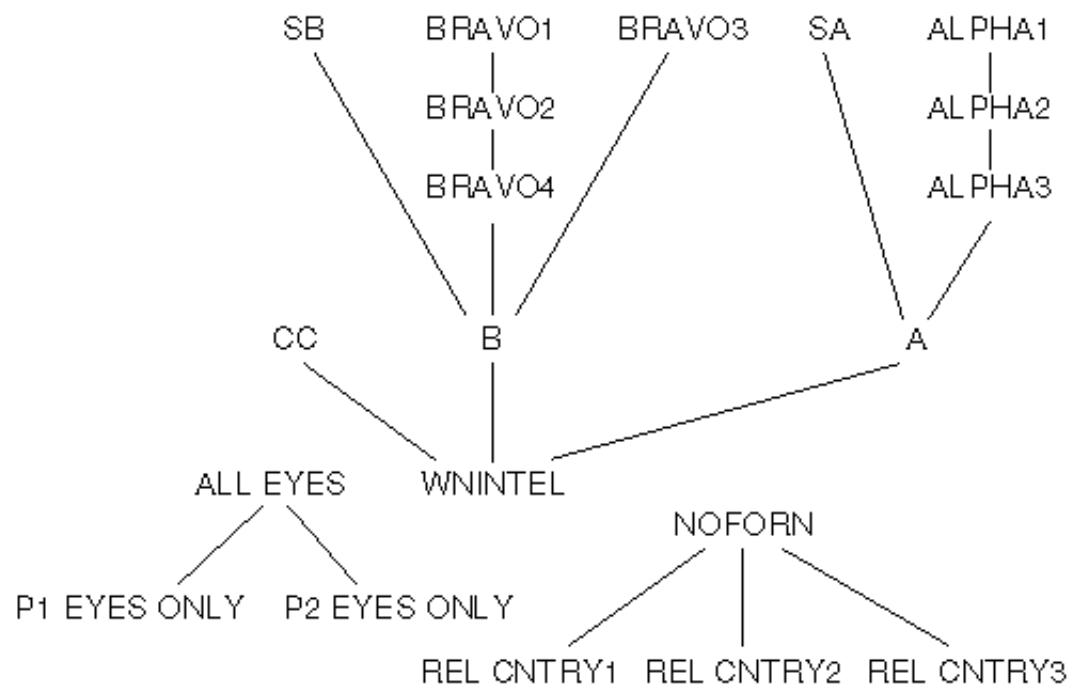 SB BRAVO1 BRAVO3 SA ALPHA1
BRAVO2 ALPHA2
BRAVO4 ALPHA3
CC B A
ALL EYES WNINTEL
NOFORN
P1 EYES ONLY P2 EYES ONLY
REL CNTRY1 REL CNTRY2 REL CNTRY3